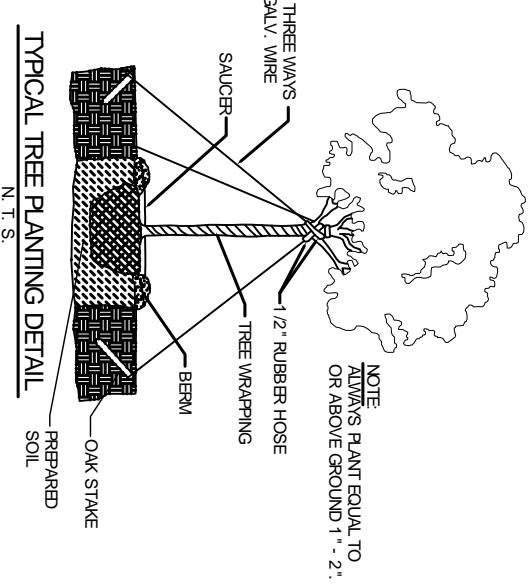 NOTE:
ALWAYS PLANT EQUAL TO
OR ABOVE GROUND 1" - 2".
THREE WAYS
GALV. WIRE
1/2" RUBBER HOSE
SAUCER
TREE WRAPPING
BERM
OAK STAKE
PREPARED
SOIL
TYPICAL TREE PLANTING DETAIL
N. T. S.